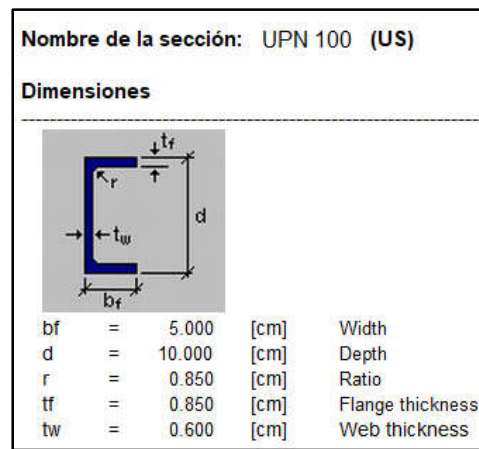 Nombre de la sección: UPN 100 (US)
Dimensiones
tf
r
d
tw
bf
bf = 5.000 [cm] Width
d = 10.000 [cm] Depth
r = 0.850 [cm] Ratio
tf = 0.850 [cm] Flange thickness
tw = 0.600 [cm] Web thickness